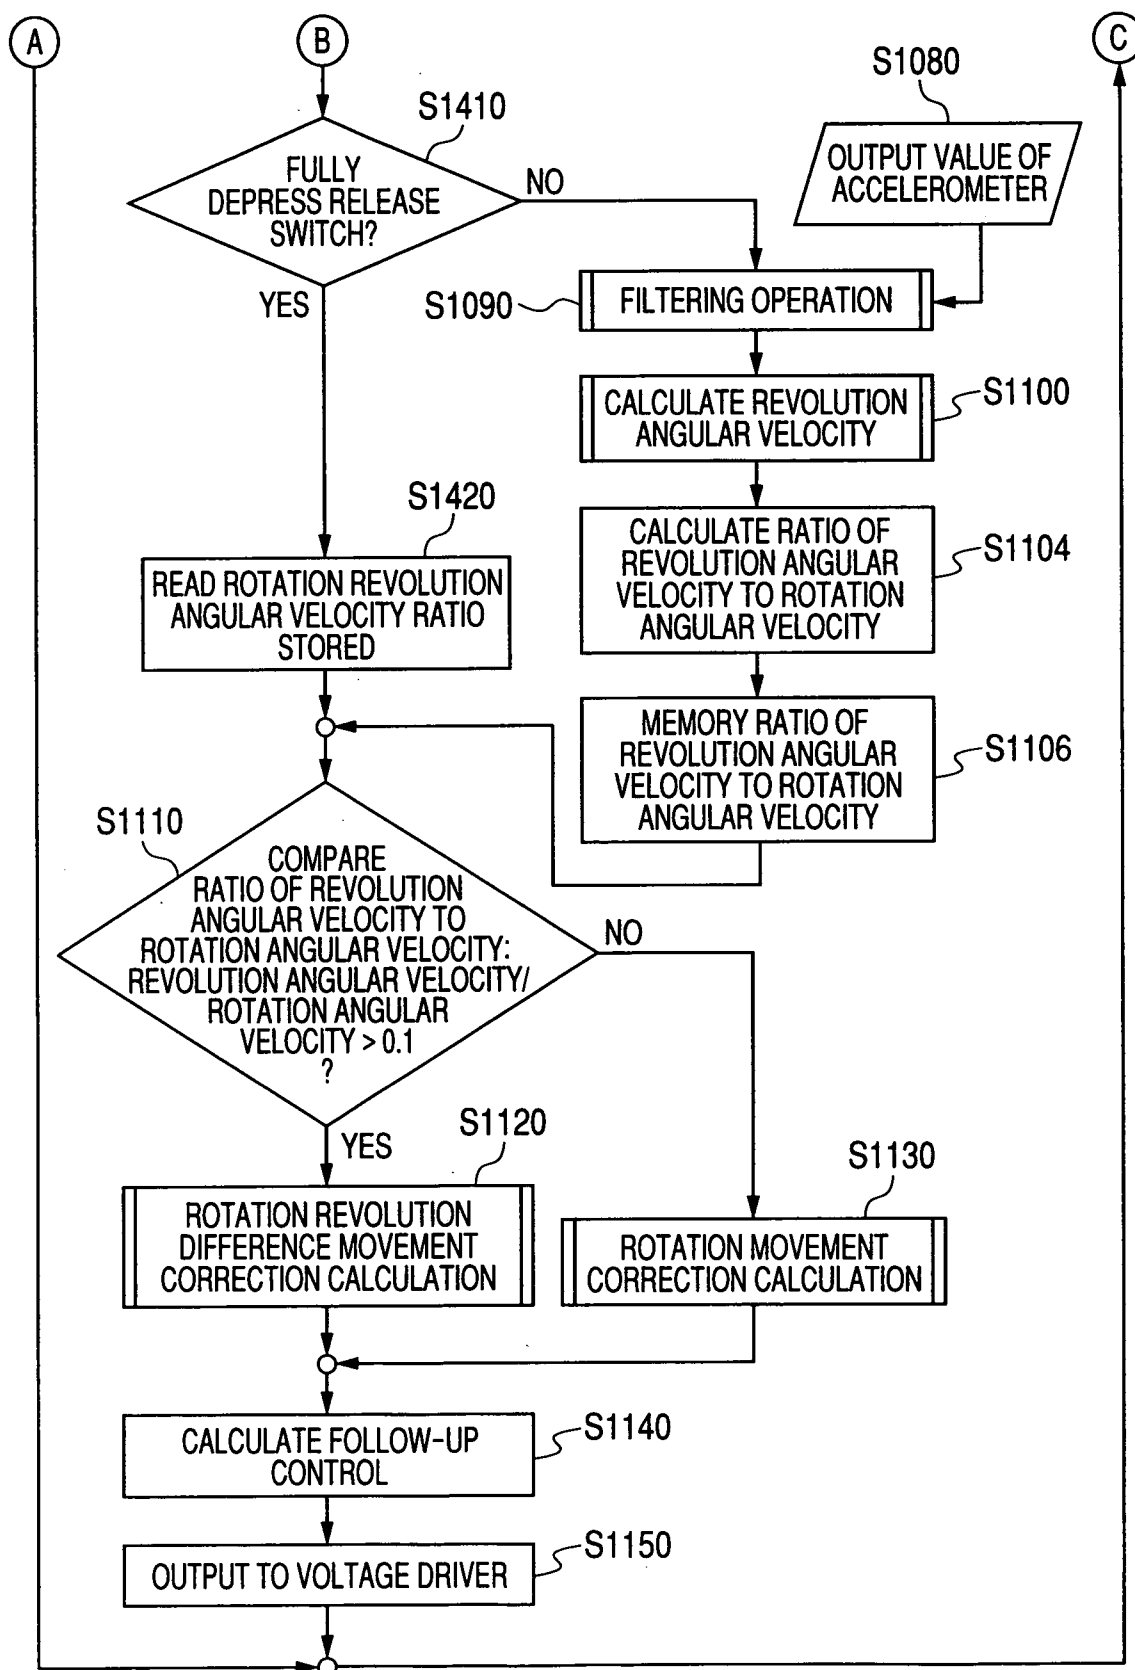 A
B
C
S1080
OUTPUT VALUE OF
ACCELEROMETER
S1410
FULLY
DEPRESS RELEASE
SWITCH?
NO
YES
S1090
FILTERING OPERATION
CALCULATE REVOLUTION
ANGULAR VELOCITY
S1100
S1420
READ ROTATION REVOLUTION
ANGULAR VELOCITY RATIO
STORED
CALCULATE RATIO OF
REVOLUTION ANGULAR
VELOCITY TO ROTATION
ANGULAR VELOCITY
S1104
MEMORY RATIO OF
REVOLUTION ANGULAR
VELOCITY TO ROTATION
ANGULAR VELOCITY
S1106
S1110
COMPARE
RATIO OF REVOLUTION
ANGULAR VELOCITY TO
ROTATION ANGULAR VELOCITY:
REVOLUTION ANGULAR VELOCITY/
ROTATION ANGULAR
VELOCITY > 0.1
?
NO
YES
S1120
ROTATION REVOLUTION
DIFFERENCE MOVEMENT
CORRECTION CALCULATION
S1130
ROTATION MOVEMENT
CORRECTION CALCULATION
CALCULATE FOLLOW-UP
CONTROL
S1140
OUTPUT TO VOLTAGE DRIVER
S1150